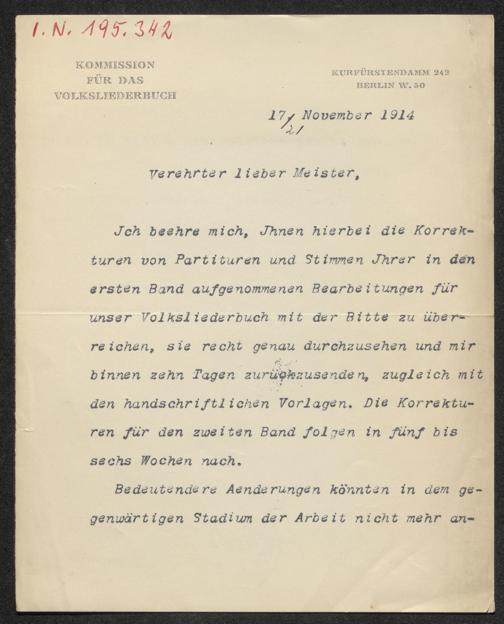 I.N. 195.342
KOMMISSION
FÜR DAS
VOLKSLIEDERBUCH
KURFÜRSTENDAMM 242
BERLIN W. 50
17/21 November 1914
Verehrter lieber Meister,
Jch beehre mich, Jhnen hierbei die Korrek-
turen von Partituren und Stimmen Jhrer in den
ersten Band aufgenommenen Bearbeitungen für
unser Volksliederbuch mit der Bitte zu über-
reichen, sie recht genau durchzusehen und mir
binnen zehn Tagen zurückzusenden, zugleich mit
den handschriftlichen Vorlagen. Die Korrektu-
ren für den zweiten Band folgen in fünf bis
sechs Wochen nach.
Bedeutendere Aenderungen könnten in dem ge-
genwärtigen Stadium der Arbeit nicht mehr an-